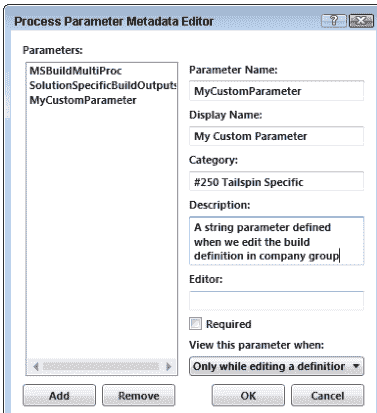 Process Parameter Metadata Editor
Parameters:
MSBuildMultiProc
SolutionSpecificBuildOutputs
MyCustomParameter
Parameter Name:
MyCustomParameter
Display Name:
My Custom Parameter
Category:
#250 Tailspin Specific
Description:
A string parameter defined
when we edit the build
definition in company group
Editor:
Required
View this parameter when:
Only while editing a definitior
Add
Remove
OK
Cancel